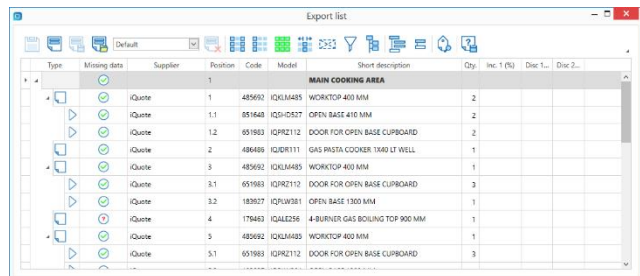 Export list
Default
Type Missing data Supplier Position Code Model Short description Qty. Inc. 1 (%) Disc 1... Disc 2...
1 MAIN COOKING AREA
iQuote 1 485692 IQKLM485 WORKTOP 400 MM 2
iQuote 1.1 851648 IQSHD527 OPEN BASE 410 MM 2
iQuote 1.2 651983 IQPRZ112 DOOR FOR OPEN BASE CUPBOARD 2
iQuote 2 486486 IQJDR111 GAS PASTA COOKER 1X40 LT WELL 1
iQuote 3 485692 IQKLM485 WORKTOP 400 MM 1
iQuote 3.1 651983 IQPRZ112 DOOR FOR OPEN BASE CUPBOARD 3
iQuote 3.2 183927 IQPLW381 OPEN BASE 1300 MM 1
iQuote 4 179463 IQALE256 4-BURNER GAS BOILING TOP 900 MM 1
iQuote 5 485692 IQKLM485 WORKTOP 400 MM 1
iQuote 5.1 651983 IQPRZ112 DOOR FOR OPEN BASE CUPBOARD 3